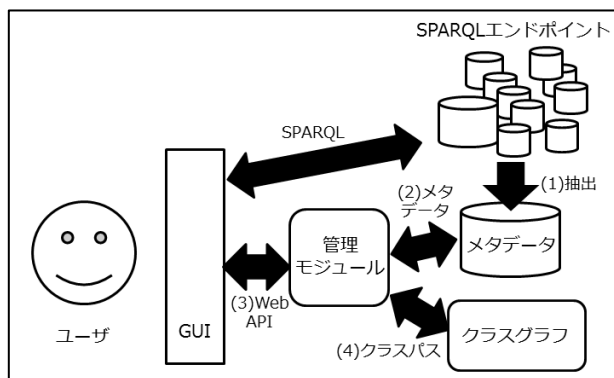 SPARQLエンドポイント
SPARQL
(1)抽出
(2)メタ
データ
メタデータ
管理
モジュール
(3)Web
API
GUI
ユーザ
(4)クラスパス
クラスグラフ